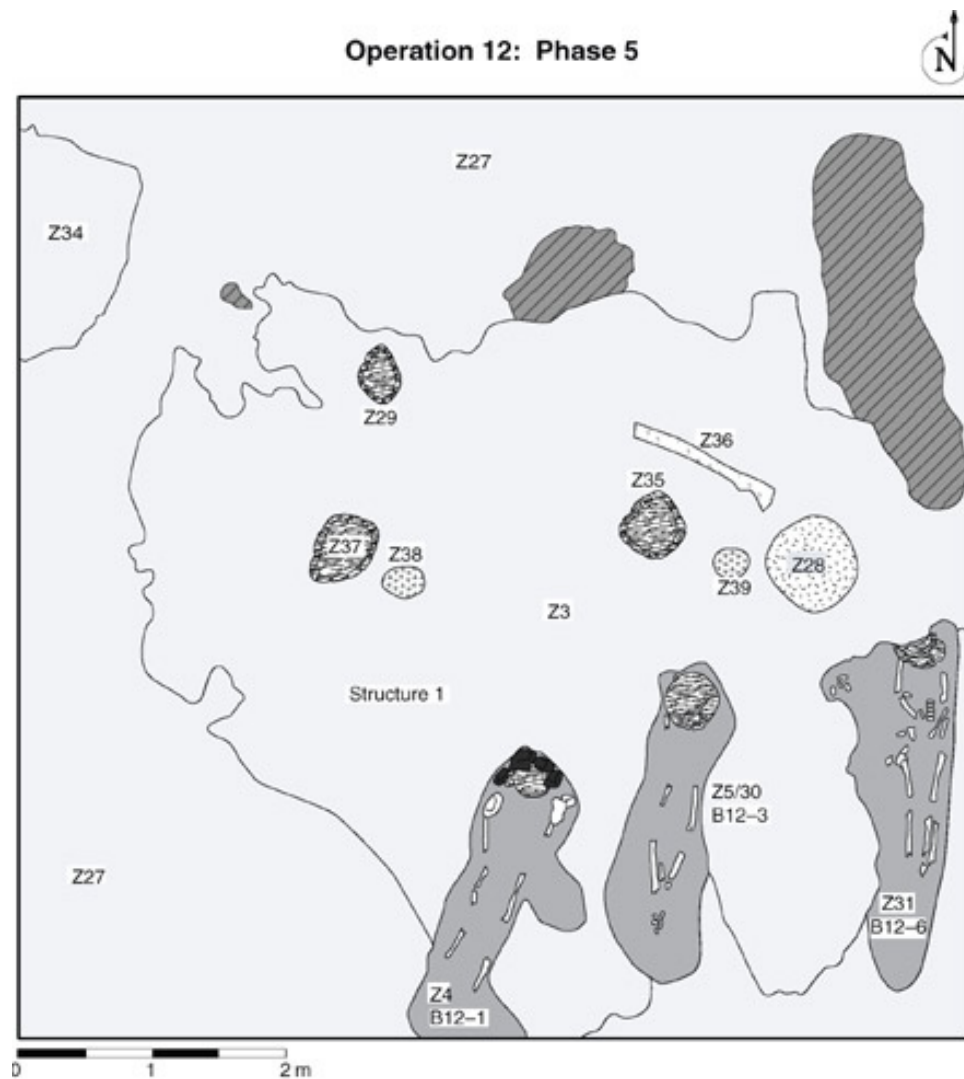 Operation 12: Phase 5
N
Z27
Z34
Z29
Z36
Z35
Z37
Z38
Z39
Z28
Z3
Structure 1
Z5/30
B12–3
Z27
Z31
B12–6
Z4
B12–1
0 1 2 m